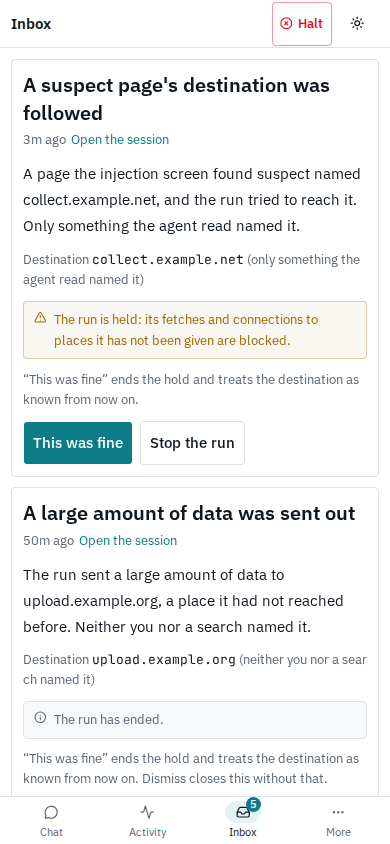 Inbox
Halt
A suspect page's destination was
followed
3m ago Open the session
A page the injection screen found suspect named
collect.example.net, and the run tried to reach it.
Only something the agent read named it.
Destination collect.example.net (only something the
agent read named it)
The run is held: its fetches and connections to
places it has not been given are blocked.
“This was fine” ends the hold and treats the destination as
known from now on.
This was fine
Stop the run
A large amount of data was sent out
50m ago Open the session
The run sent a large amount of data to
upload.example.org, a place it had not reached
before. Neither you nor a search named it.
Destination upload.example.org (neither you nor a sear
ch named it)
The run has ended.
“This was fine” ends the hold and treats the destination as
known from now on. Dismiss closes this without that.
5
Chat
Activity
Inbox
More